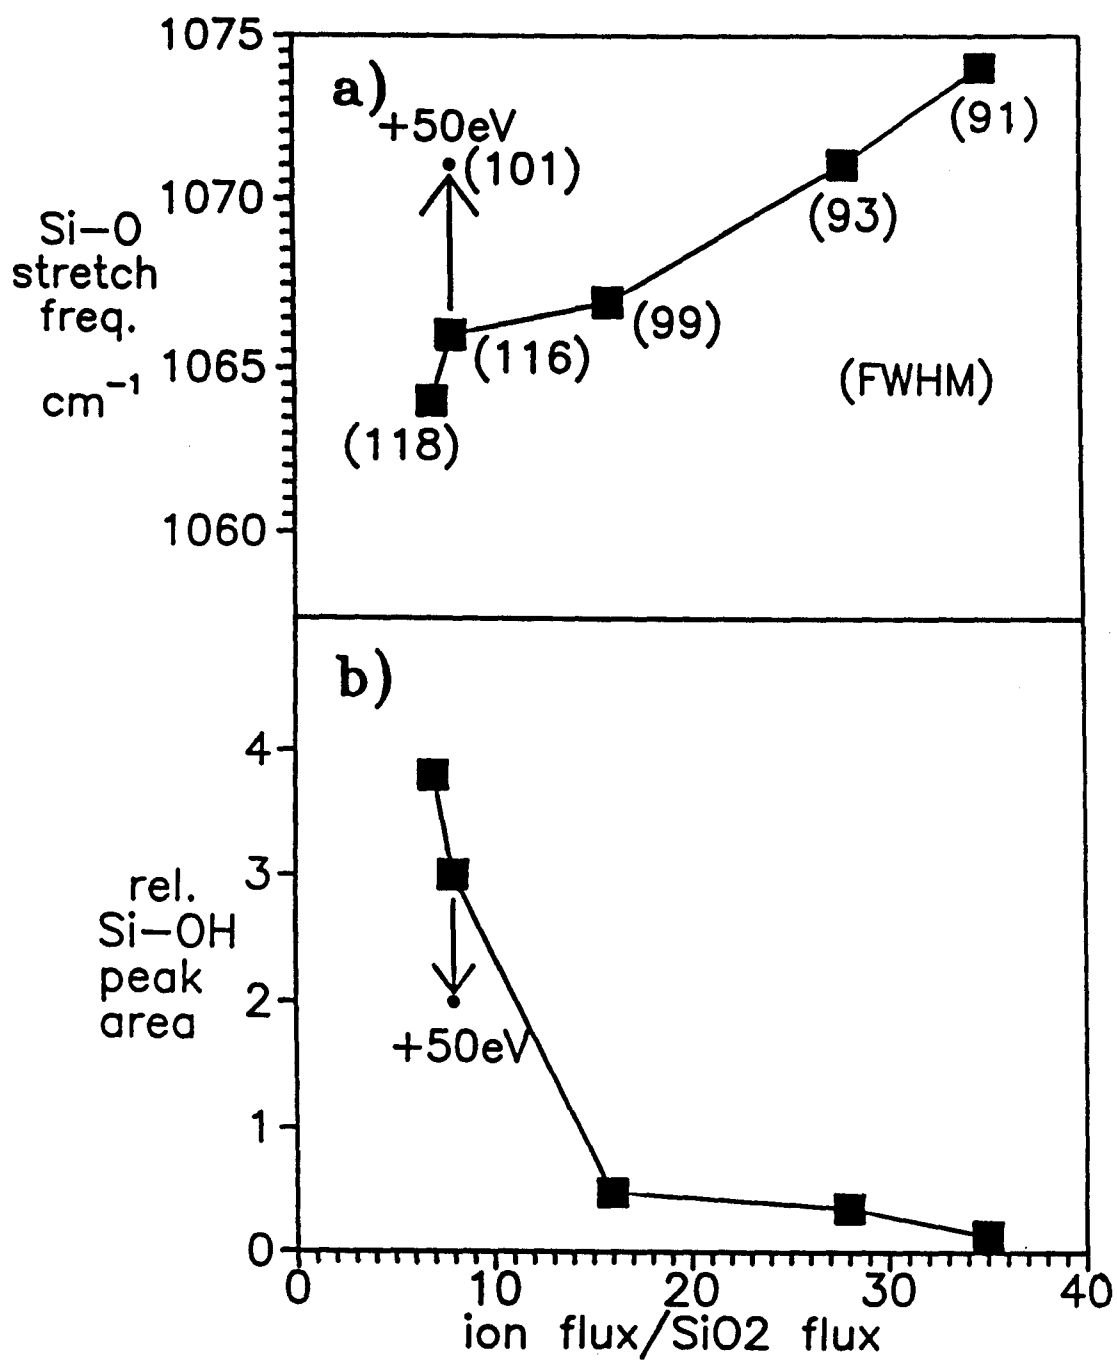 1075
a)
+50eV
(101)
(91)
1070
Si-O
stretch
freq.
(93)
(99)
(116)
1065
(FWHM)
cm⁻¹
(118)
1060
b)
4
3
rel.
Si-OH
peak
area
2
+50eV
1
0
0 10 20 30 40
ion flux/SiO2 flux